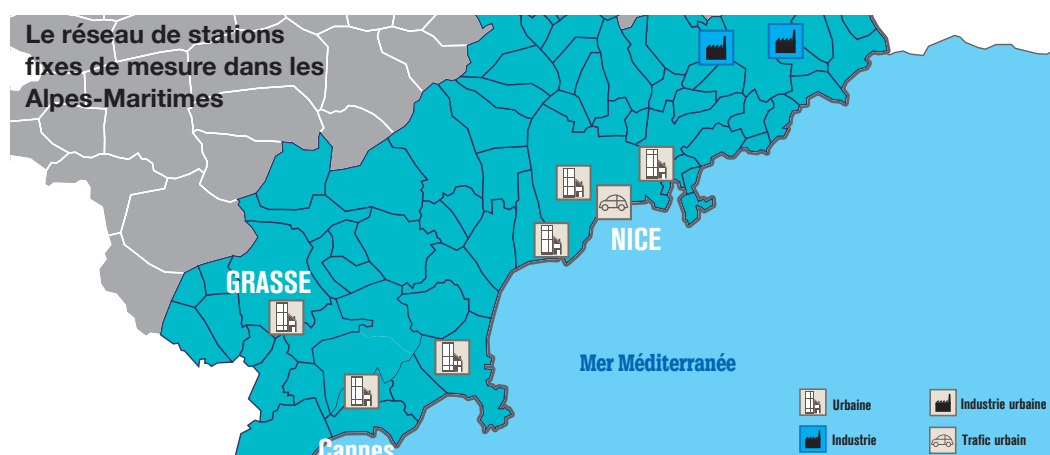 Le réseau de stations
fixes de mesure dans les
Alpes-Maritimes
NICE
GRASSE
Mer Méditerranée
Cannes
Urbaine
Industrie urbaine
Industrie
Trafic urbain